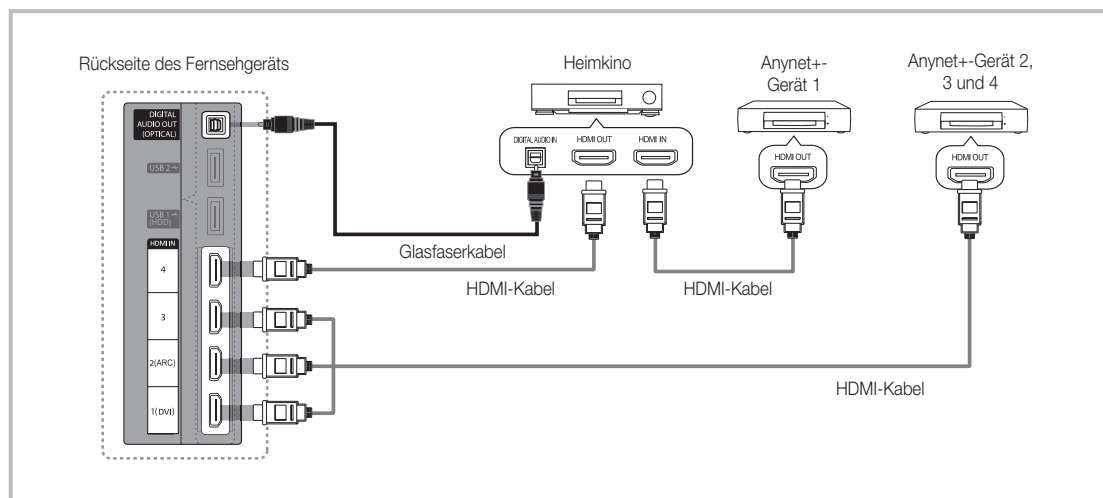 Rückseite des Fernsehgeräts
DIGITAL
AUDIO OUT
(OPTICAL)
USB 2
USB 1
(HDD)
HDMI IN
4
3
2(ARC)
1(DVI)
Heimkino
DIGITAL AUDIO IN
HDMI OUT
HDMI IN
Anynet+-
Gerät 1
HDMI OUT
Anynet+-Gerät 2,
3 und 4
HDMI OUT
Glasfaserkabel
HDMI-Kabel
HDMI-Kabel
HDMI-Kabel